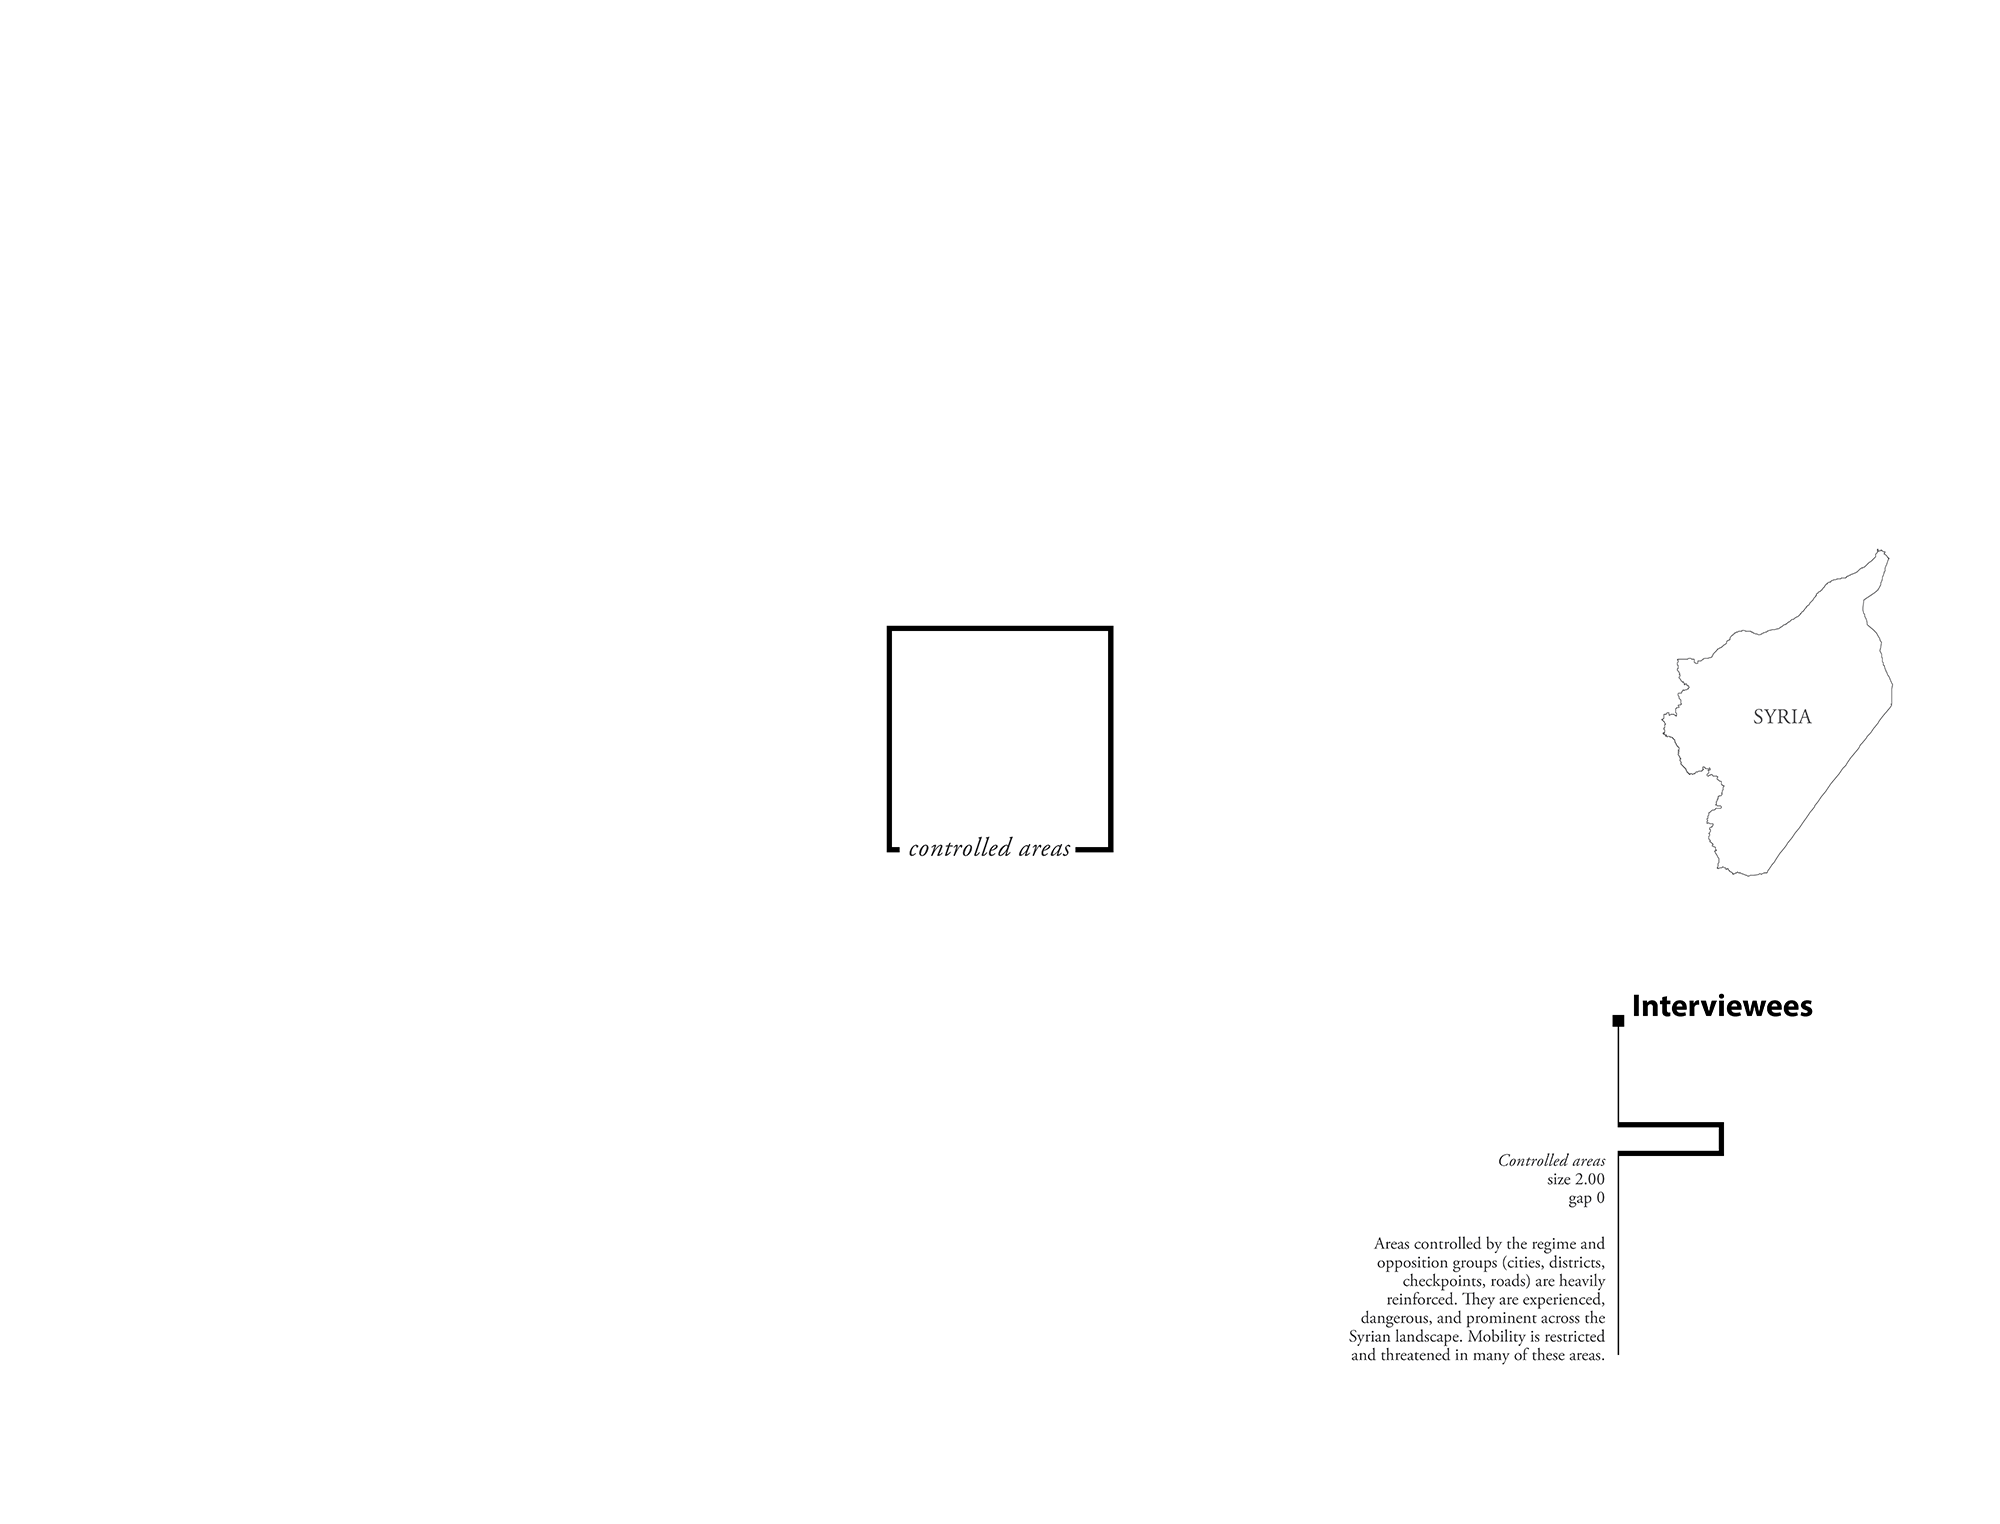 SYRIA
controlled areas
Interviewees
Controlled areas
size 2.00
gap 0
Areas controlled by the regime and
opposition groups (cities, districts,
checkpoints, roads) are heavily
reinforced. They are experienced,
dangerous, and prominent across the
Syrian landscape. Mobility is restricted
and threatened in many of these areas.